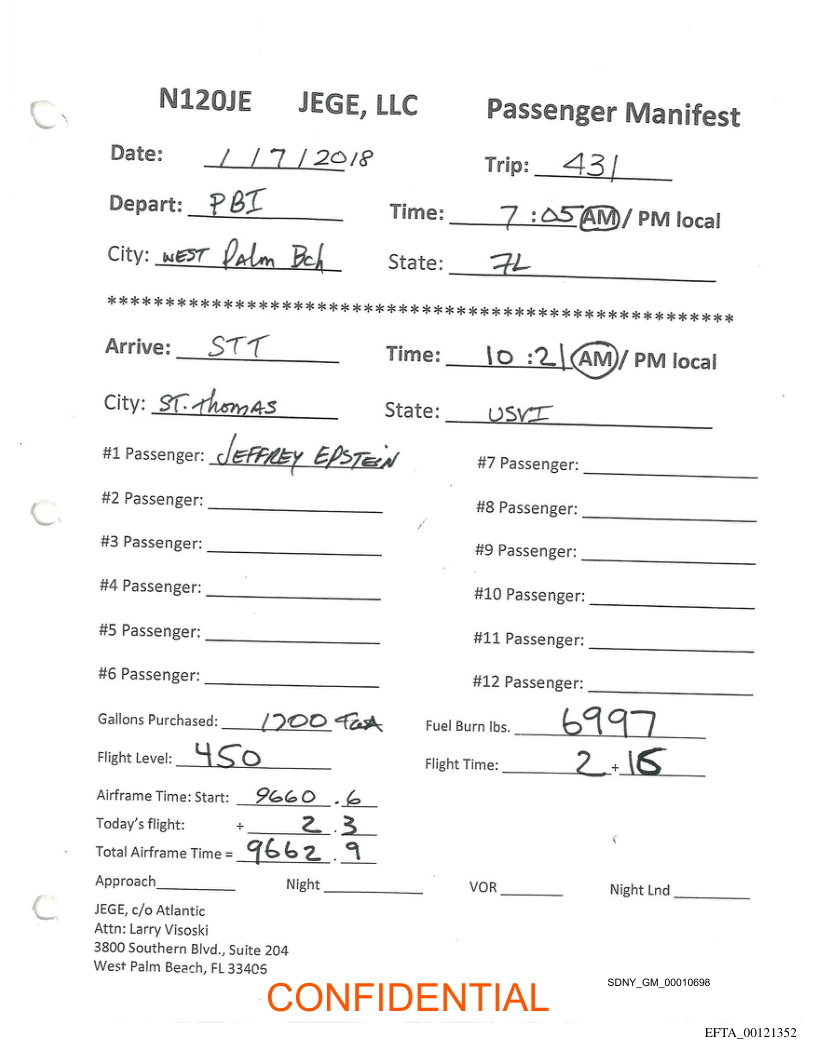 N120JE JEGE, LLC Passenger Manifest
Date: 1 / 7 / 2018 Trip: 431
Depart: PBI Time: 7:05 AM / PM local
City: WEST PALM Bch State: FL
*******************************************************
Arrive: STT Time: 10:21 AM / PM local
City: ST. Thomas State: USVI
#1 Passenger: JEFFREY EPSTEIN #7 Passenger:
#2 Passenger: #8 Passenger:
#3 Passenger: #9 Passenger:
#4 Passenger: #10 Passenger:
#5 Passenger: #11 Passenger:
#6 Passenger: #12 Passenger:
Gallons Purchased: Fuel Burn lbs. 6997
Flight Level: 450 Flight Time: 2 + 16
Airframe Time: Start: 9660 .6
Today's flight: + 2 .3
Total Airframe Time = 9662 .9
Approach Night VOR Night Lnd
JEGE, c/o Atlantic
Attn: Larry Visoski
3800 Southern Blvd., Suite 204
West Palm Beach, FL 33406
SDNY_GM_00010698
CONFIDENTIAL
EFTA_00121352